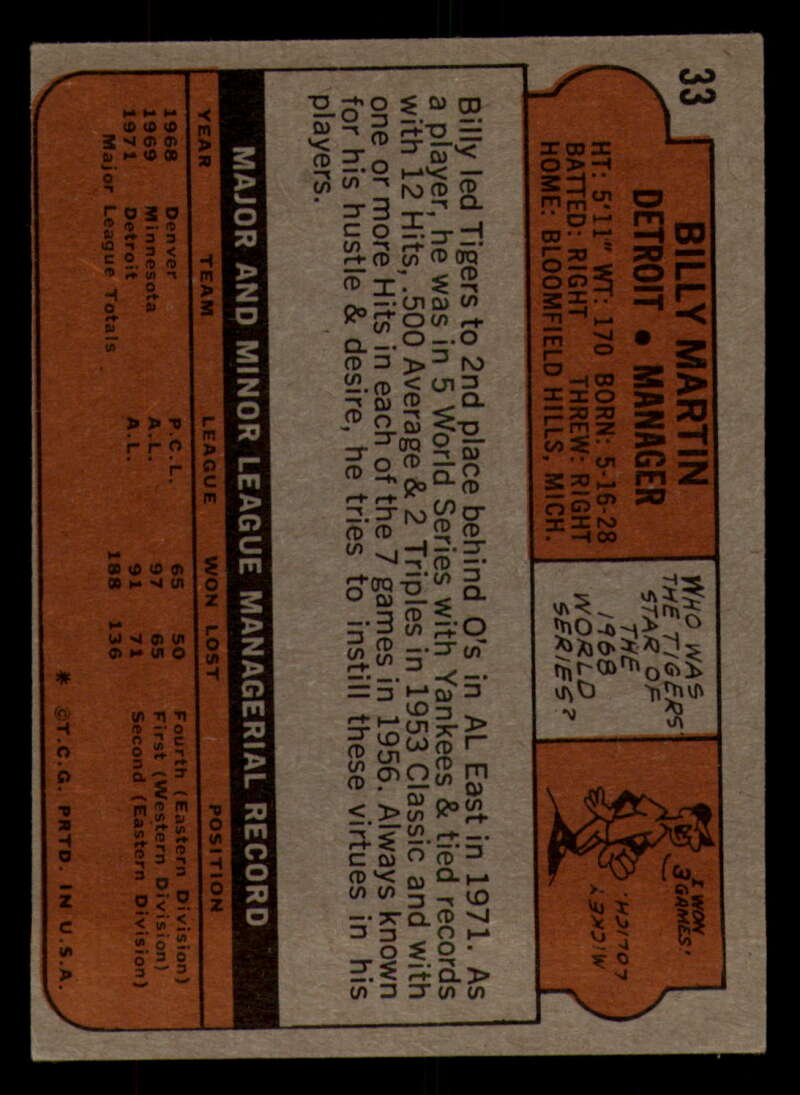 33
BILLY MARTIN
DETROIT • MANAGER
HT: 5'11" WT: 170 BORN: 5-16-28
BATTED: RIGHT THREW: RIGHT
HOME: BLOOMFIELD HILLS, MICH.
WHO WAS
THE TIGERS'
STAR OF
THE
1968
WORLD
SERIES?
I WON
3 GAMES!
MICKEY
LOLICH.
Billy led Tigers to 2nd place behind O's in AL East in 1971. As
a player, he was in 5 World Series with Yankees & tied records
with 12 Hits, .500 Average & 2 Triples in 1953 Classic and with
one or more Hits in each of the 7 games in 1956. Always known
for his hustle & desire, he tries to instill these virtues in his
players.
MAJOR AND MINOR LEAGUE MANAGERIAL RECORD
YEAR TEAM LEAGUE WON LOST POSITION
1968 Denver P.C.L. 65 50 Fourth (Eastern Division)
1969 Minnesota A.L. 97 65 First (Western Division)
1971 Detroit A.L. 91 71 Second (Eastern Division)
Major League Totals 188 136
* ©T.C.G. PRTD. IN U.S.A.